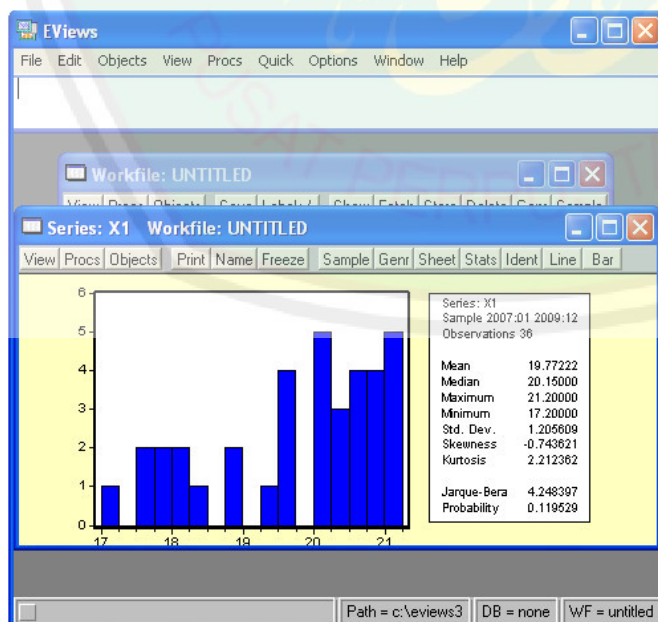 EViews
File Edit Objects View Procs Quick Options Window Help
PUSAT
Workfile: UNTITLED
Series: X1 Workfile: UNTITLED
View Procs Objects Print Name Freeze Sample Genr Sheet Stats Ident Line Bar
6
5
4
3
2
1
0
17 18 19 20 21
Series: X1
Sample 2007:01 2009:12
Observations 36
Mean 19.77222
Median 20.15000
Maximum 21.20000
Minimum 17.20000
Std. Dev. 1.205609
Skewness -0.743621
Kurtosis 2.212362
Jarque-Bera 4.248397
Probability 0.119529
Path = c:\eviews3 DB = none WF = untitled